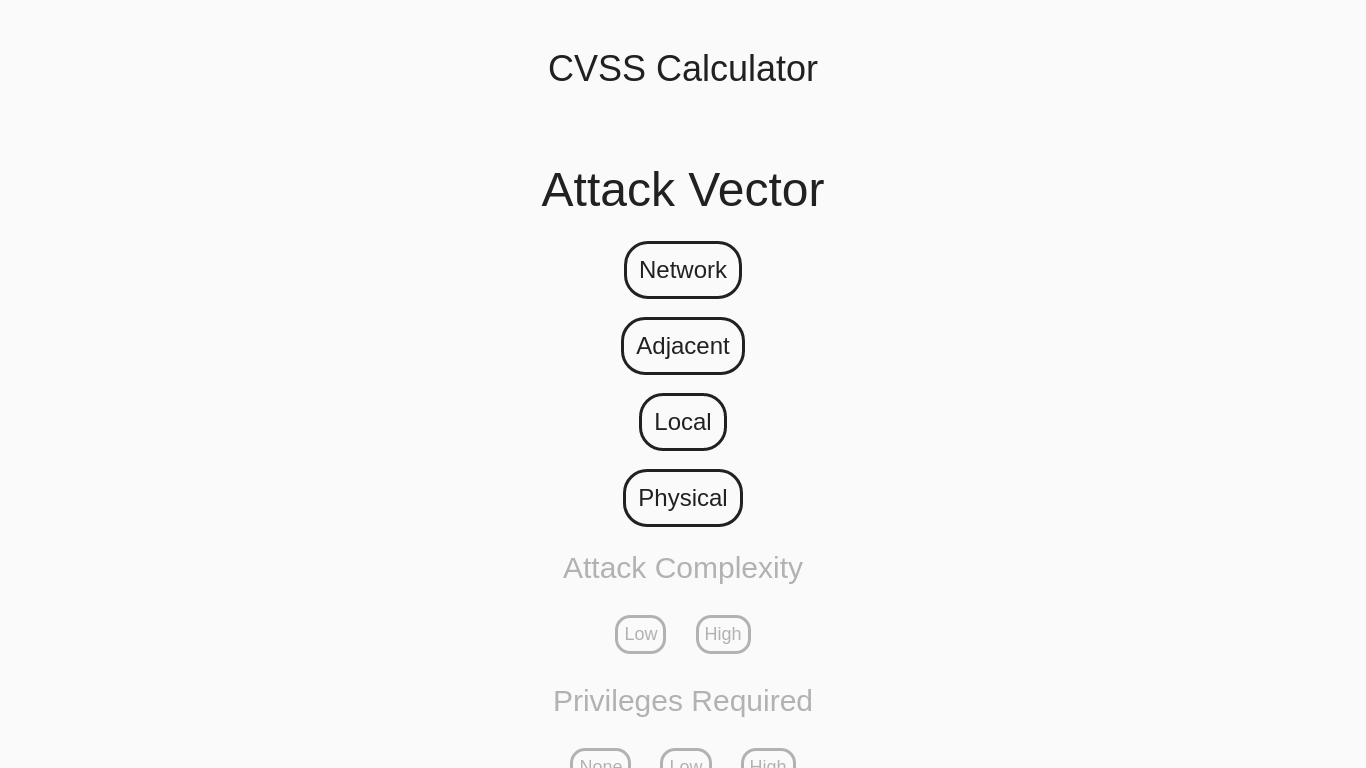 CVSS Calculator
Attack Vector
Network
Adjacent
Local
Physical
Attack Complexity
Low High
Privileges Required
None Low High